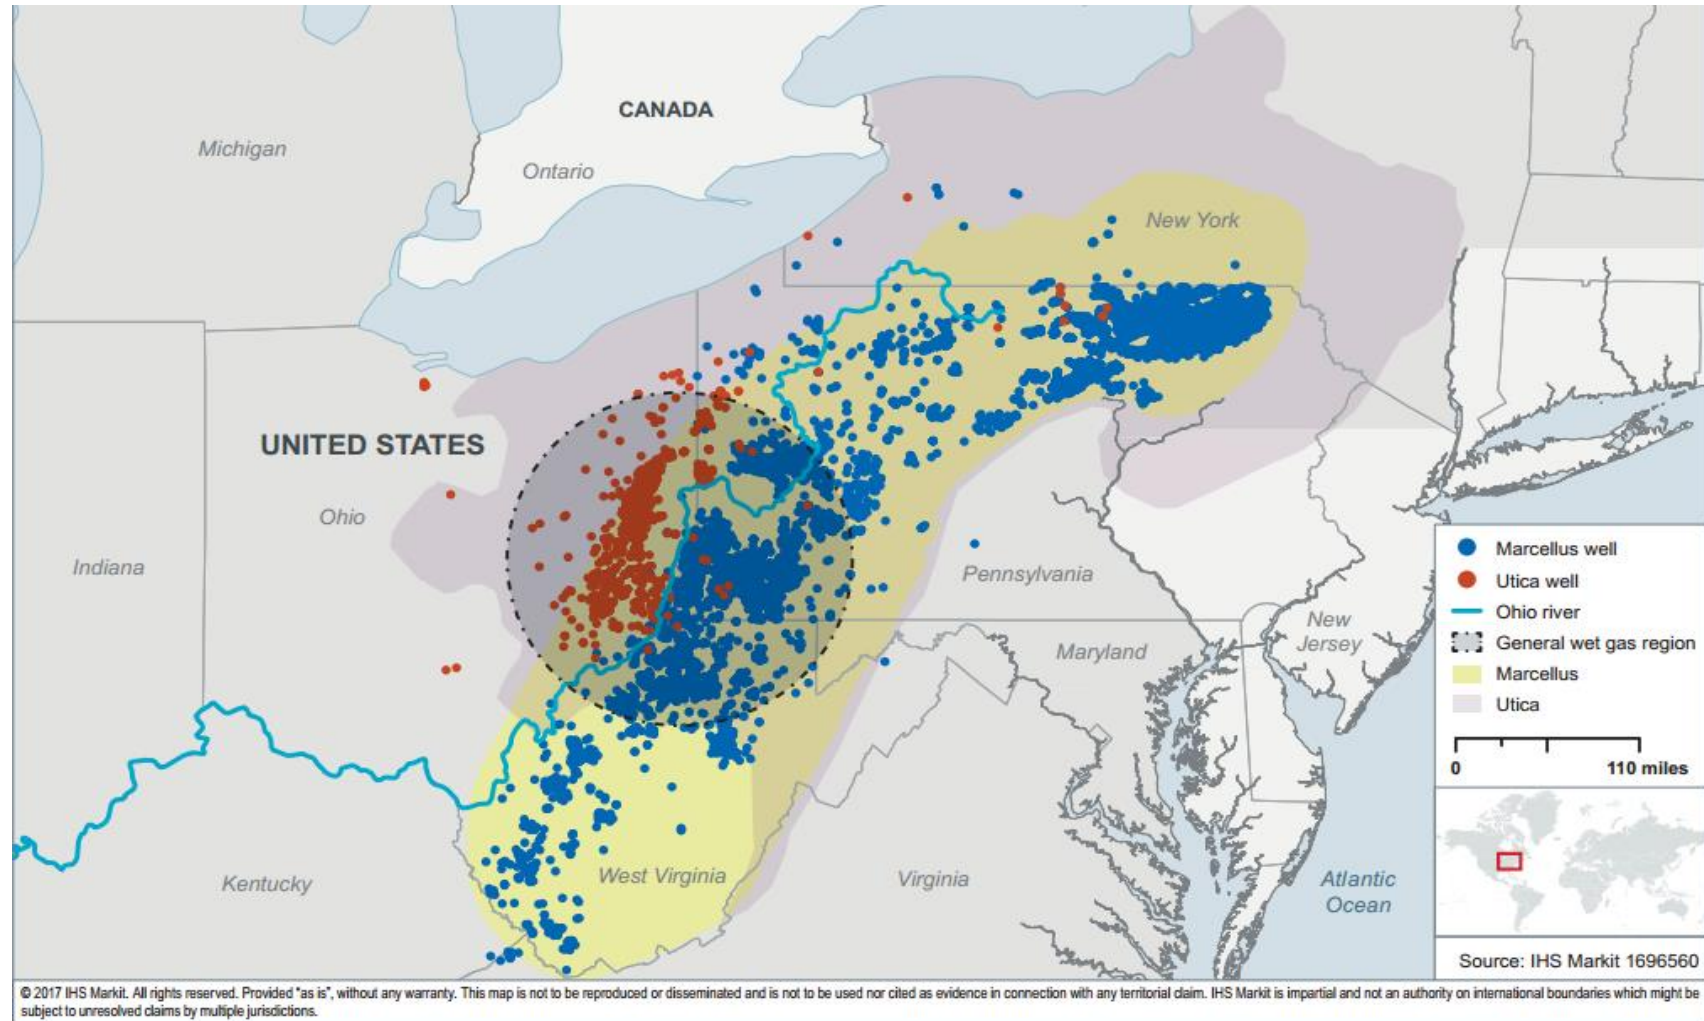 CANADA
Michigan
Ontario
New York
UNITED STATES
Ohio
Indiana
Pennsylvania
Maryland
New
Jersey
Kentucky
West Virginia
Virginia
Atlantic
Ocean
Marcellus well
Utica well
Ohio river
General wet gas region
Marcellus
Utica
0 110 miles
Source: IHS Markit 1696560
© 2017 IHS Markit. All rights reserved. Provided "as is", without any warranty. This map is not to be reproduced or disseminated and is not to be used nor cited as evidence in connection with any territorial claim. IHS Markit is impartial and not an authority on international boundaries which might be
subject to unresolved claims by multiple jurisdictions.